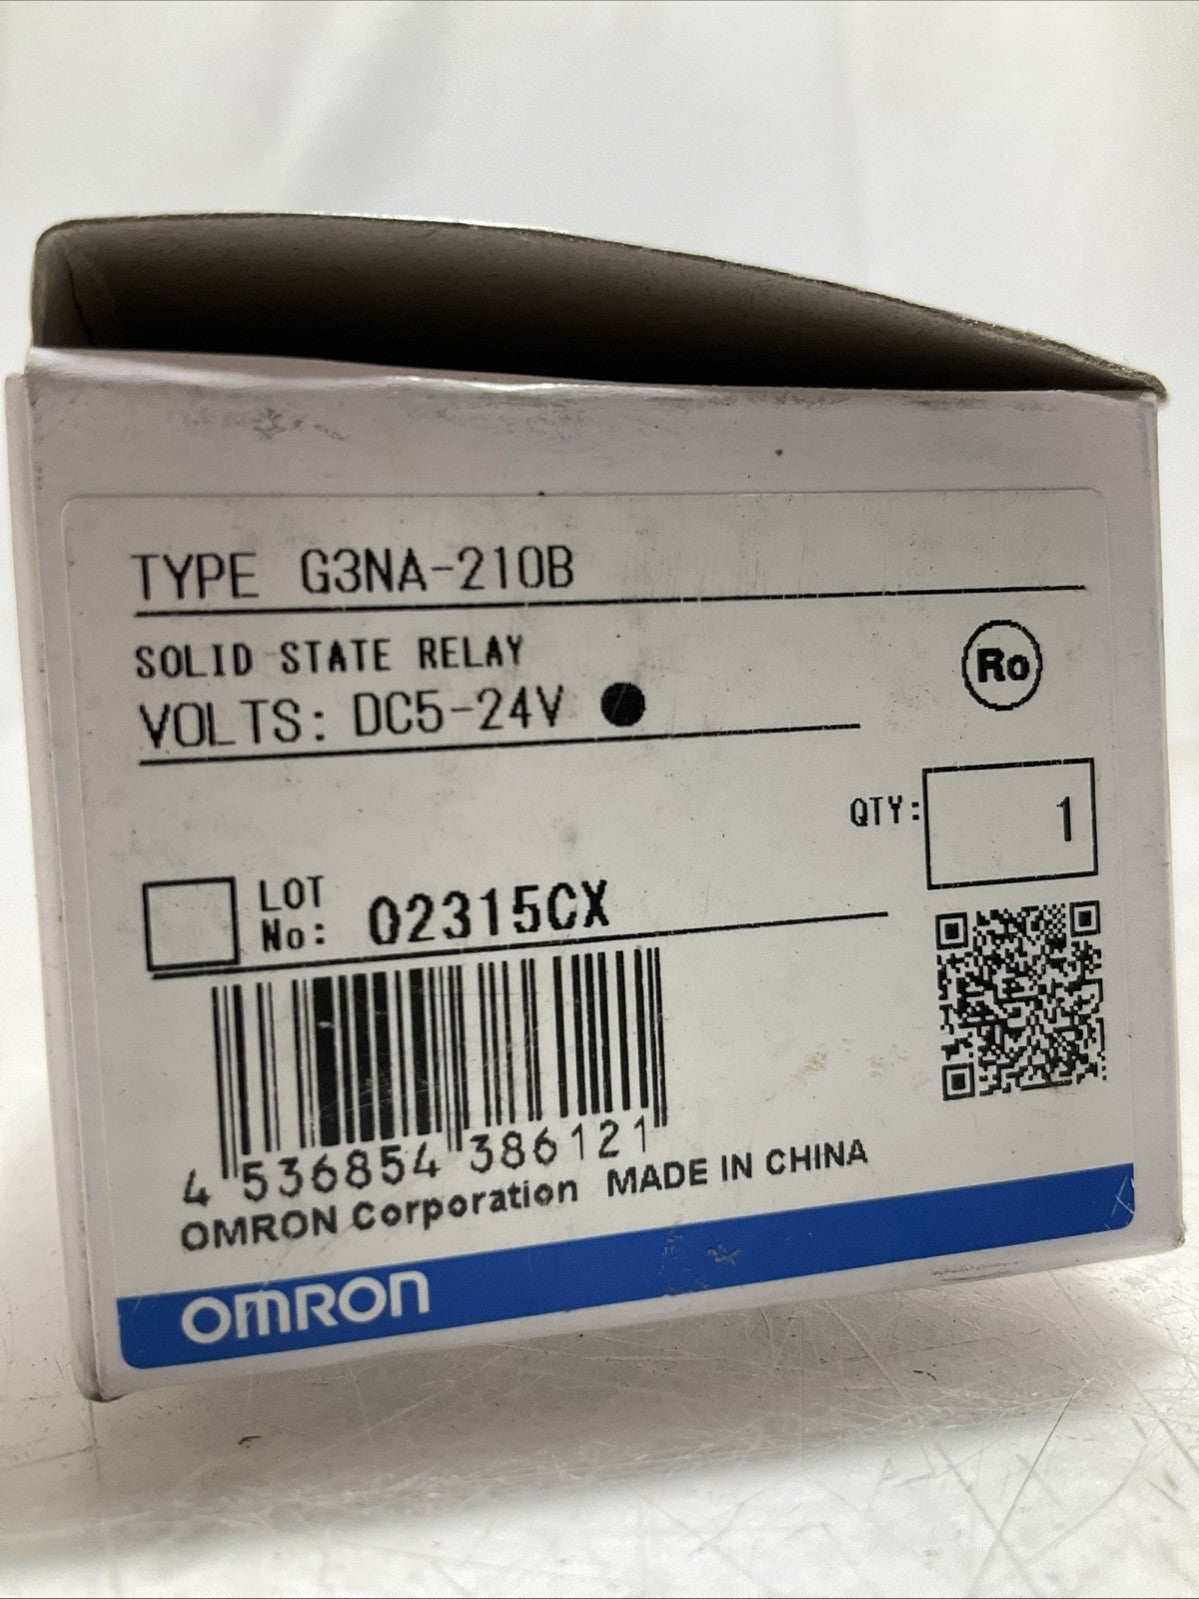 TYPE G3NA-210B
SOLID STATE RELAY
Ro
VOLTS: DC5-24V ●
QTY: 1
LOT
No: 02315CX
4 536854 386121
OMRON Corporation MADE IN CHINA
OMRON